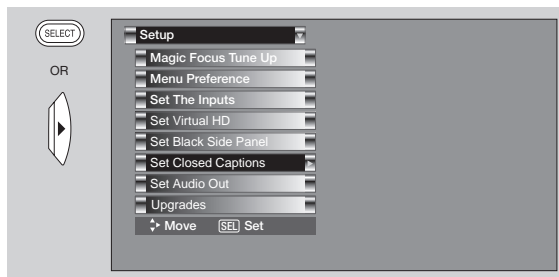 SELECT
OR
Setup
Magic Focus Tune Up
Menu Preference
Set The Inputs
Set Virtual HD
Set Black Side Panel
Set Closed Captions
Set Audio Out
Upgrades
Move SEL Set